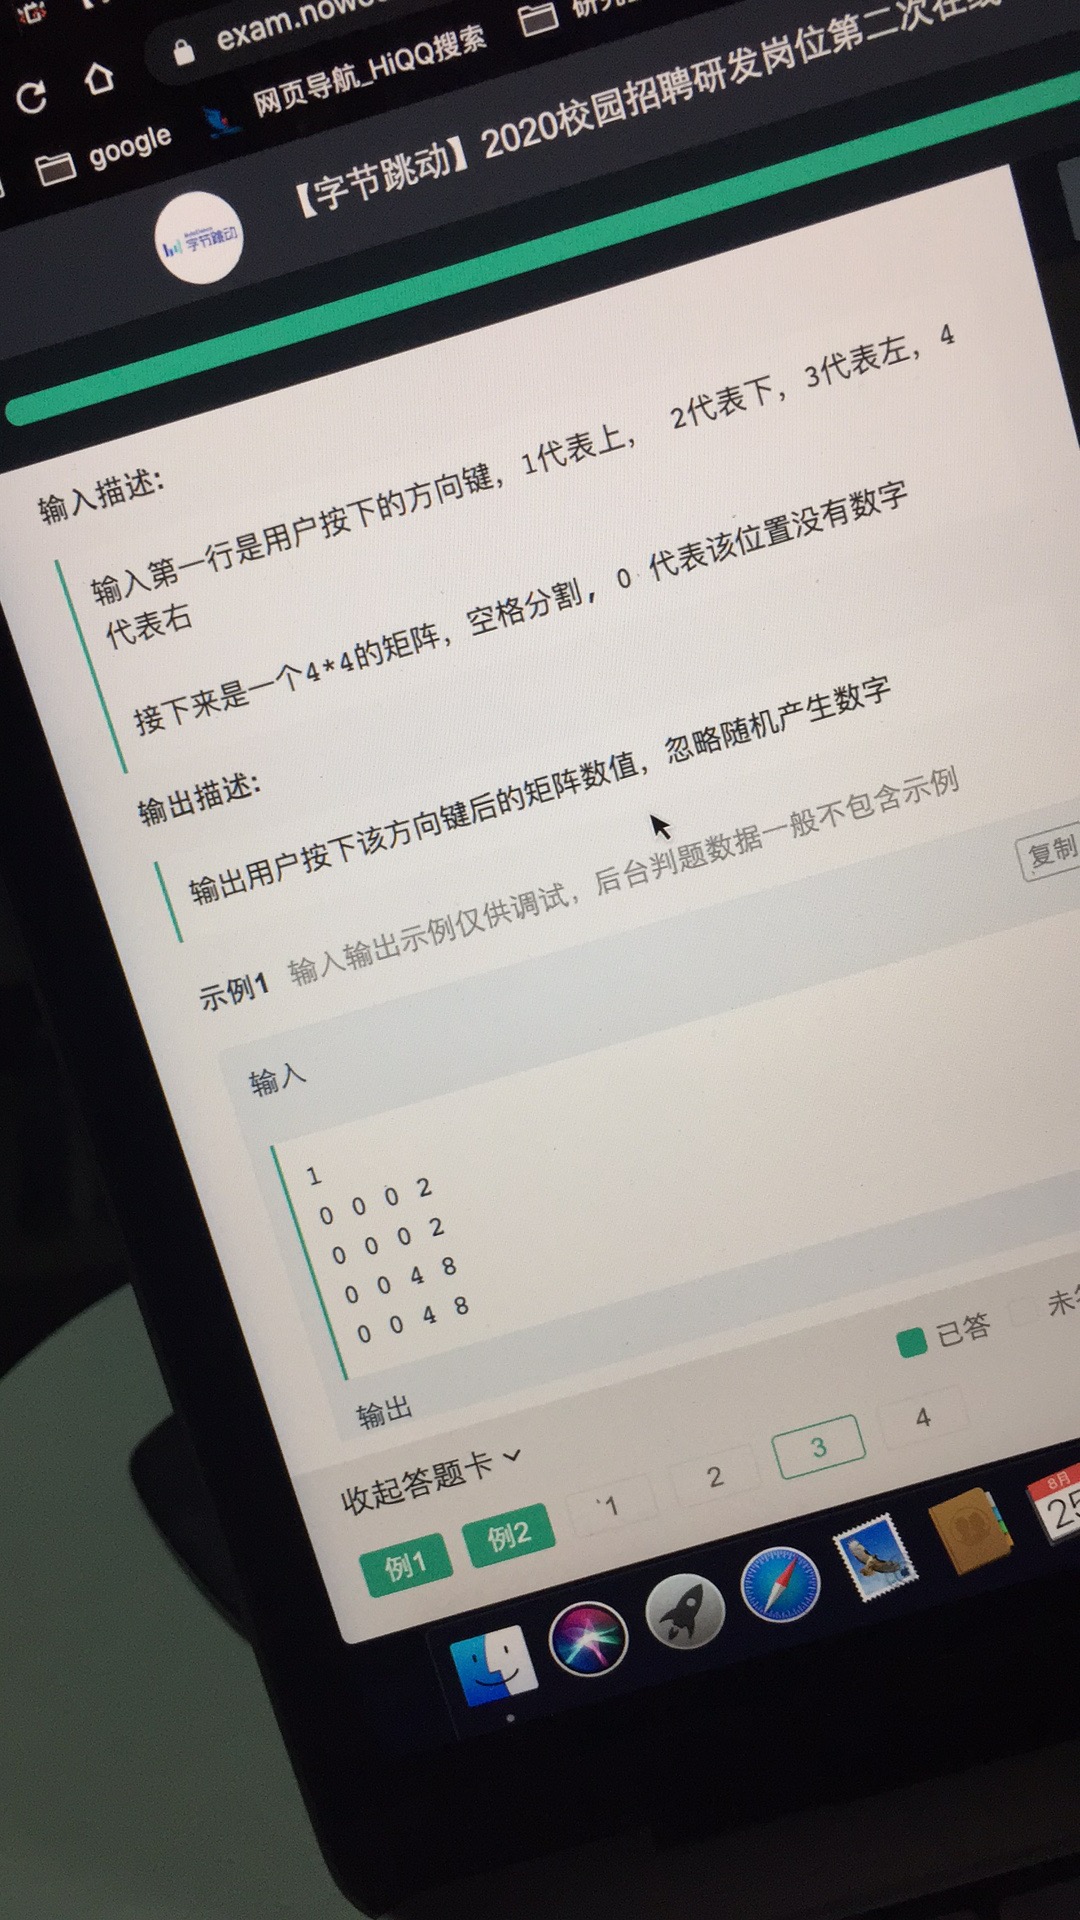 exam.nowc
网页导航_HiQQ搜索
google
【字节跳动】2020校园招聘研发岗位第二次在线
字节跳动
输入描述:
输入第一行是用户按下的方向键，1代表上， 2代表下，3代表左，4
代表右
接下来是一个4*4的矩阵，空格分割，0 代表该位置没有数字
输出描述:
输出用户按下该方向键后的矩阵数值，忽略随机产生数字
示例1 输入输出示例仅供调试，后台判题数据一般不包含示例
复制
输入
1
0 0 0 2
0 0 0 2
0 0 4 8
0 0 4 8
输出
已答 未
收起答题卡
例1 例2 1 2 3 4
8月
25